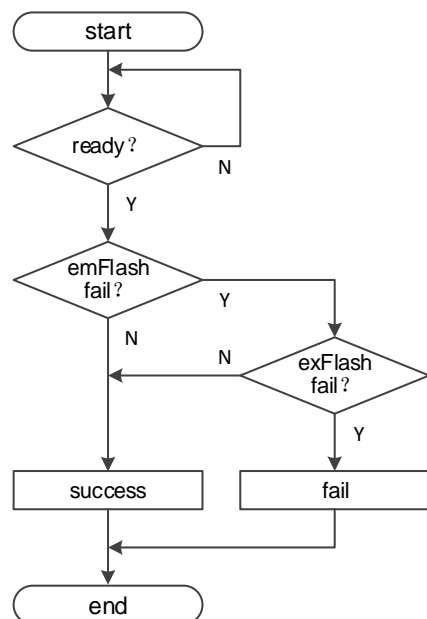 start
ready？
N
Y
emFlash
fail？
Y
N
N
exFlash
fail？
Y
success
fail
end